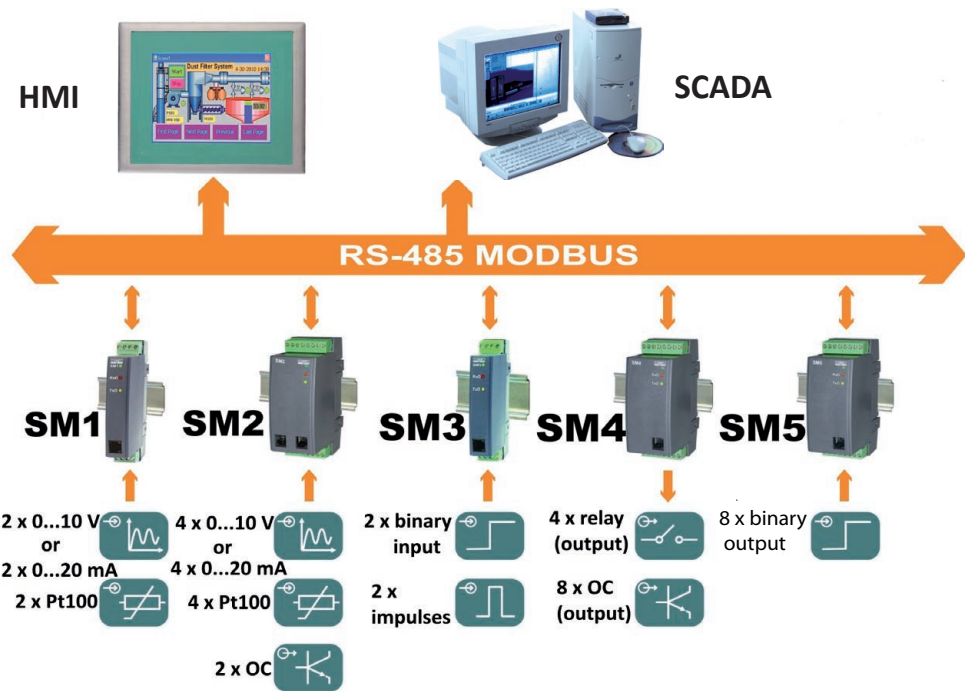 HMI
SCADA
Dust Filter System
RS-485 MODBUS
SM1
SM2
SM3
SM4
SM5
2 x 0...10 V
or
2 x 0...20 mA
2 x Pt100
4 x 0...10 V
or
4 x 0...20 mA
4 x Pt100
2 x OC
2 x binary
input
2 x
impulses
4 x relay
(output)
8 x OC
(output)
8 x binary
output